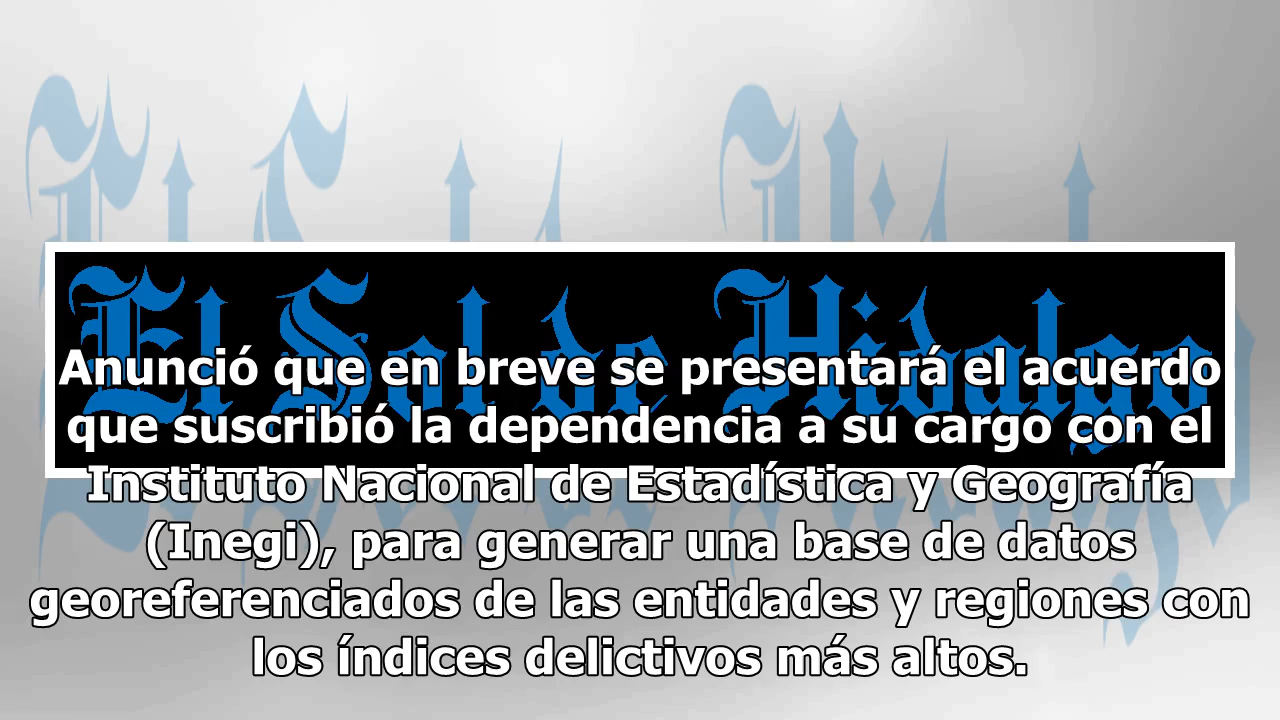 El Sol de Hidalgo
Anunció que en breve se presentará el acuerdo
que suscribió la dependencia a su cargo con el
Instituto Nacional de Estadística y Geografía
(Inegi), para generar una base de datos
georeferenciados de las entidades y regiones con
los índices delictivos más altos.